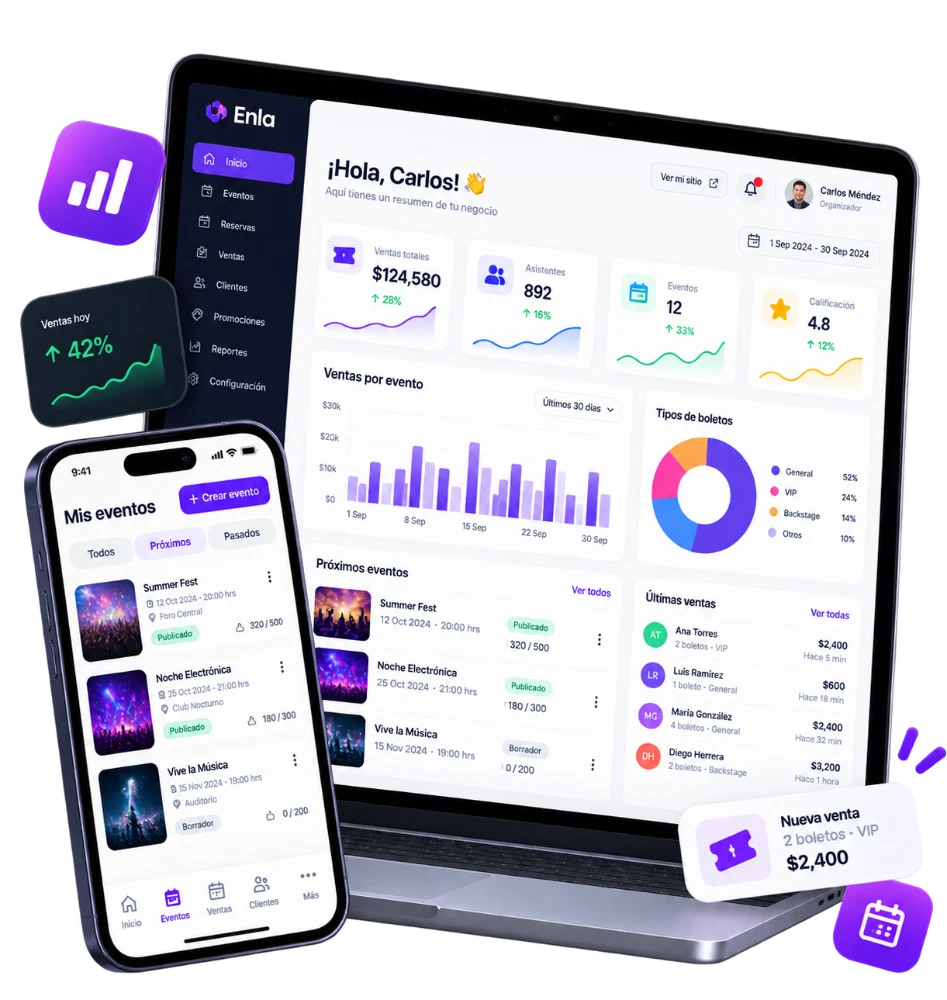 Enla
Inicio
Eventos
Reservas
Ventas
Clientes
Promociones
Reportes
Configuración
¡Hola, Carlos! 👋
Aquí tienes un resumen de tu negocio
Ver mi sitio
Carlos Méndez
Organizador
1 Sep 2024 - 30 Sep 2024
Ventas totales
$124,580
↑ 28%
Asistentes
892
↑ 16%
Eventos
12
↑ 33%
Calificación
4.8
↑ 12%
Ventas por evento
Últimos 30 días
$30k
$20k
$10k
$0
1 Sep
8 Sep
15 Sep
22 Sep
30 Sep
Tipos de boletos
General 52%
VIP 24%
Backstage 14%
Otros 10%
Próximos eventos
Ver todos
Summer Fest
12 Oct 2024 · 20:00 hrs
Publicado
320 / 500
Noche Electrónica
25 Oct 2024 · 21:00 hrs
Publicado
180 / 300
Vive la Música
15 Nov 2024 · 19:00 hrs
Borrador
0 / 200
Últimas ventas
Ver todas
AT
Ana Torres
$2,400
2 boletos · VIP
Hace 5 min
LR
Luis Ramírez
$600
1 boleto · General
Hace 18 min
MG
María González
$2,400
4 boletos · General
Hace 32 min
DH
Diego Herrera
$3,200
2 boletos · Backstage
Hace 1 hora
Ventas hoy
↑ 42%
9:41
Mis eventos
+ Crear evento
Todos
Próximos
Pasados
Summer Fest
12 Oct 2024 · 20:00 hrs
Foro Central
Publicado
320 / 500
Noche Electrónica
25 Oct 2024 · 21:00 hrs
Club Nocturno
Publicado
180 / 300
Vive la Música
15 Nov 2024 · 19:00 hrs
Auditorio
Borrador
0 / 200
Inicio
Eventos
Ventas
Clientes
Más
Nueva venta
2 boletos · VIP
$2,400